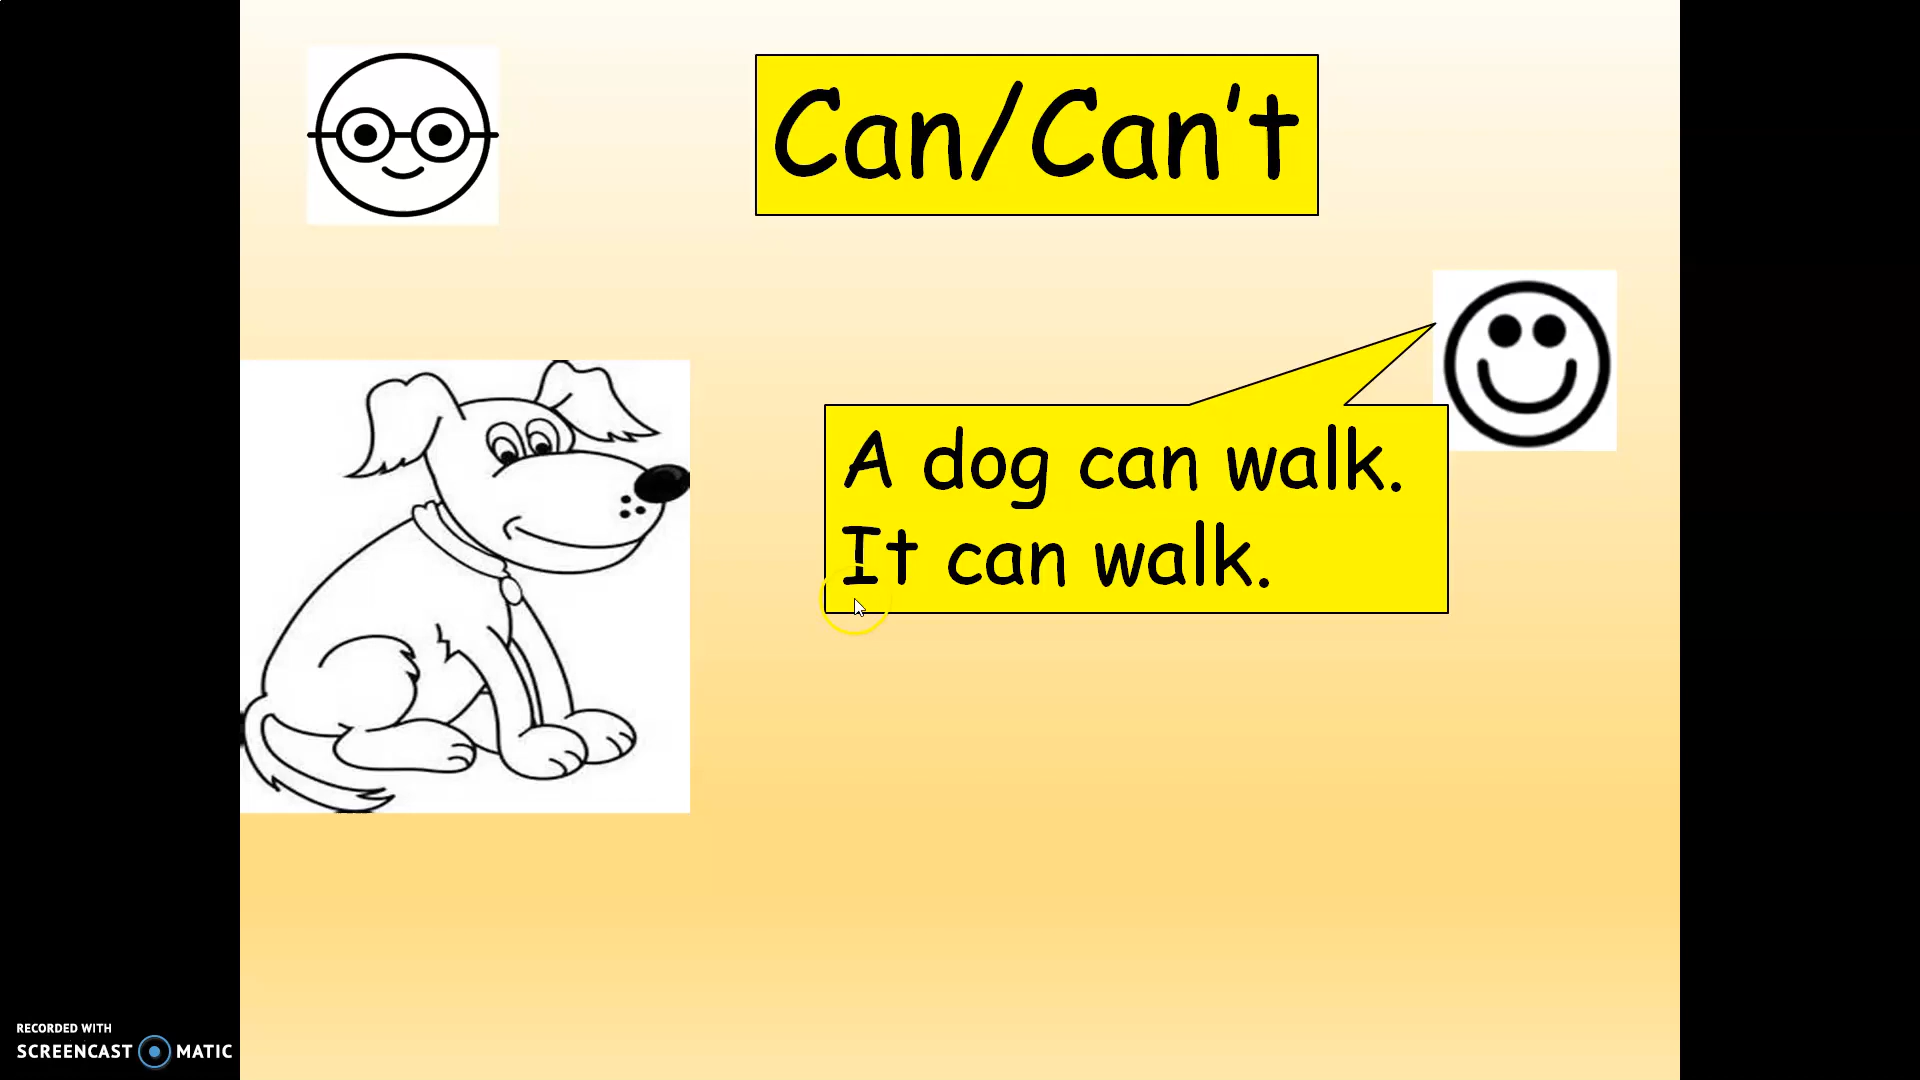 Can/Can't
A dog can walk.
It can walk.
RECORDED WITH
SCREENCAST MATIC